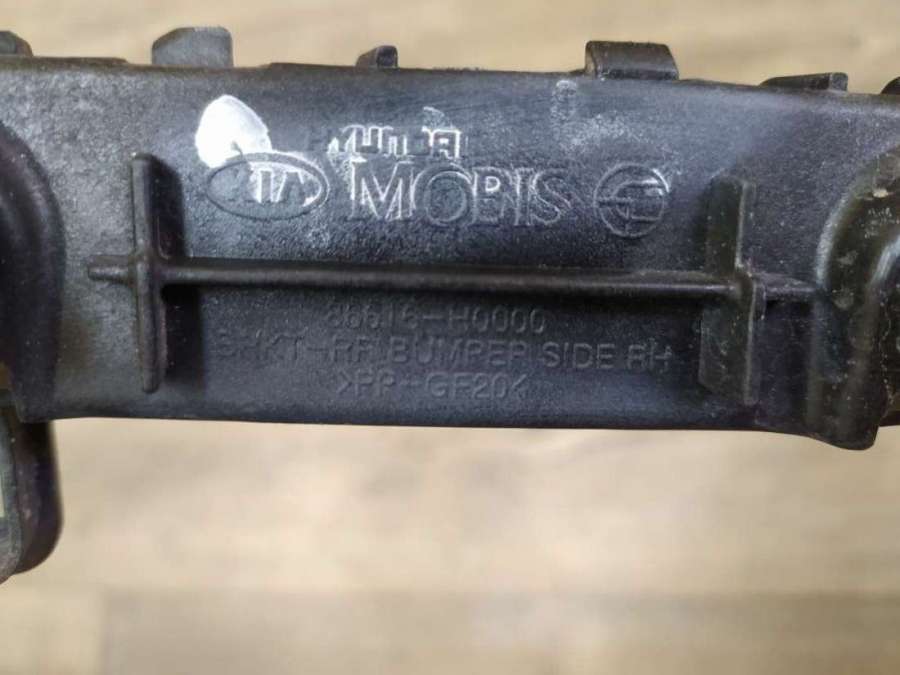 HYUNDAI
KIA MOBIS
86616-H0000
BRKT-RR BUMPER SIDE RH
>PP-GF20<